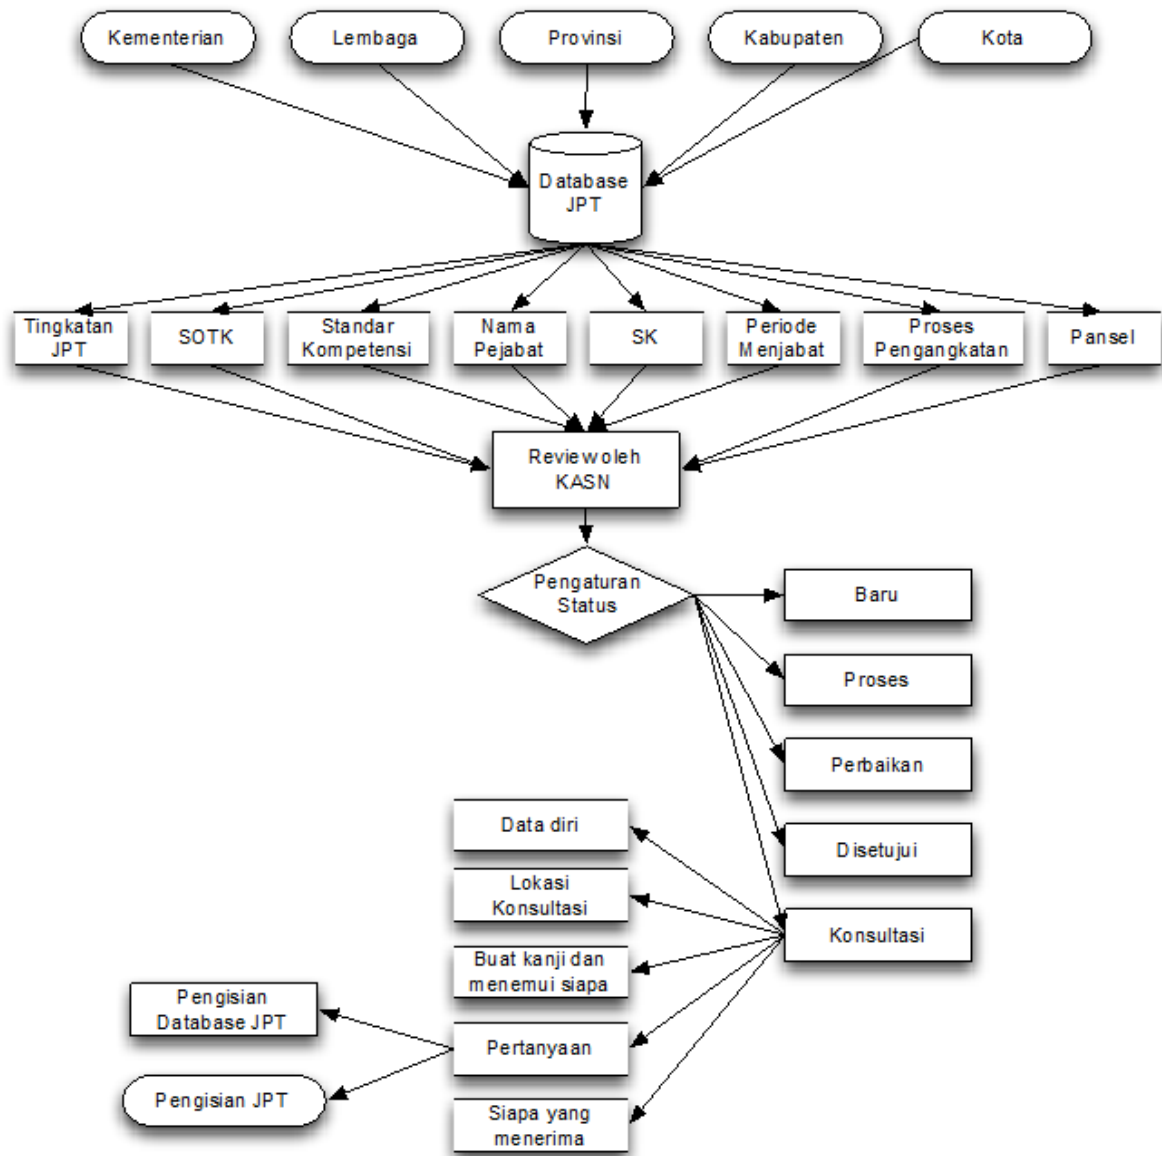 Kementerian
Lembaga
Provinsi
Kabupaten
Kota
Database
JPT
Tingkatan
JPT
SOTK
Standar
Kompetensi
Nama
Pejabat
SK
Periode
Menjabat
Proses
Pengangkatan
Pansel
Review oleh
KASN
Pengaturan
Status
Baru
Proses
Perbaikan
Disetujui
Konsultasi
Data diri
Lokasi
Konsultasi
Buat kanji dan
menemui siapa
Pertanyaan
Siapa yang
menerima
Pengisian
Database JPT
Pengisian JPT